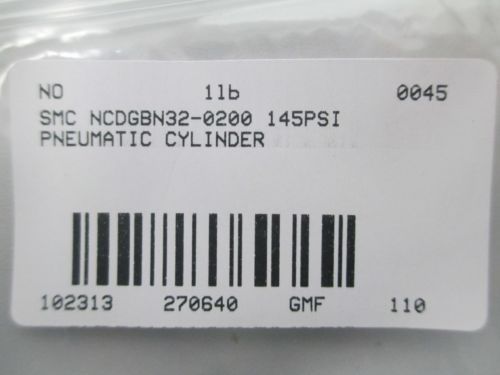 NO 1lb 0045
SMC NCDGBN32-0200 145PSI
PNEUMATIC CYLINDER
102313 270640 GMF 110